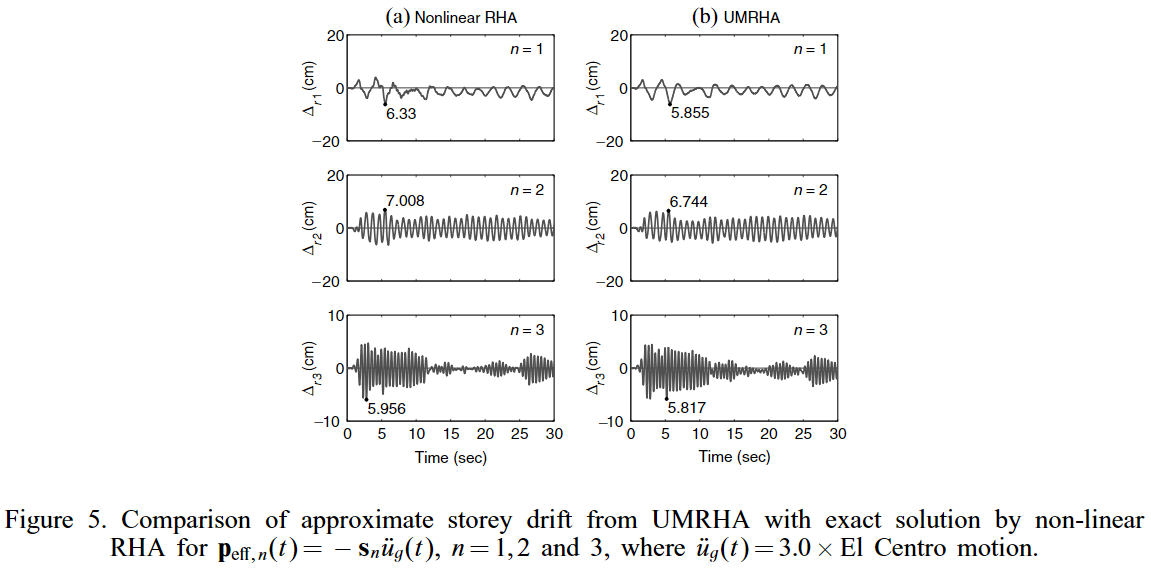 (a) Nonlinear RHA
(b) UMRHA
20
0
−20
Δr1 (cm)
n = 1
6.33
20
0
−20
Δr1 (cm)
n = 1
5.855
20
0
−20
Δr2 (cm)
n = 2
7.008
20
0
−20
Δr2 (cm)
n = 2
6.744
10
0
−10
Δr3 (cm)
n = 3
5.956
0 5 10 15 20 25 30
Time (sec)
10
0
−10
Δr3 (cm)
n = 3
5.817
0 5 10 15 20 25 30
Time (sec)
Figure 5. Comparison of approximate storey drift from UMRHA with exact solution by non-linear
RHA for peff,n(t) = − snüg(t), n = 1, 2 and 3, where üg(t) = 3.0 × El Centro motion.